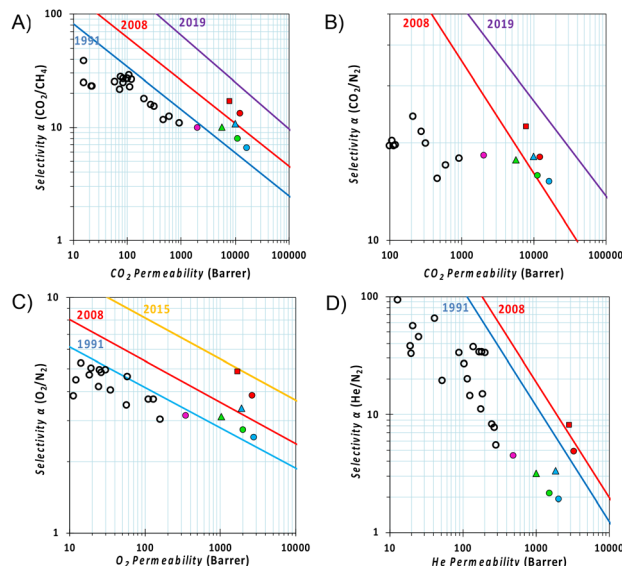 A)
100
10
1
Selectivity α (CO₂/CH₄)
1991
2008
2019
10 100 1000 10000 100000
CO₂ Permeability (Barrer)
B)
10
Selectivity α (CO₂/N₂)
2008
2019
100 1000 10000 100000
CO₂ Permeability (Barrer)
C)
10
1
Selectivity α (O₂/N₂)
2008
1991
2015
10 100 1000 10000
O₂ Permeability (Barrer)
D)
100
10
1
Selectivity α (He/N₂)
1991
2008
10 100 1000 10000
He Permeability (Barrer)